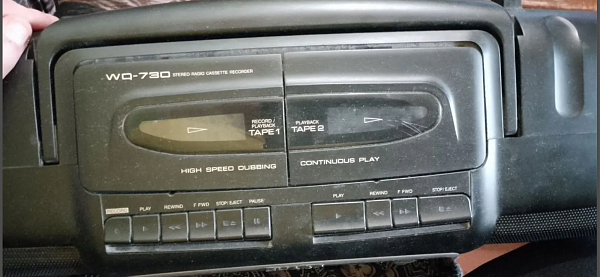 WQ-730 STEREO RADIO CASSETTE RECORDER
RECORD/
PLAYBACK
TAPE 1
PLAYBACK
TAPE 2
HIGH SPEED DUBBING
CONTINUOUS PLAY
RECORD PLAY REWIND F FWD STOP/EJECT PAUSE
PLAY REWIND F FWD STOP/EJECT